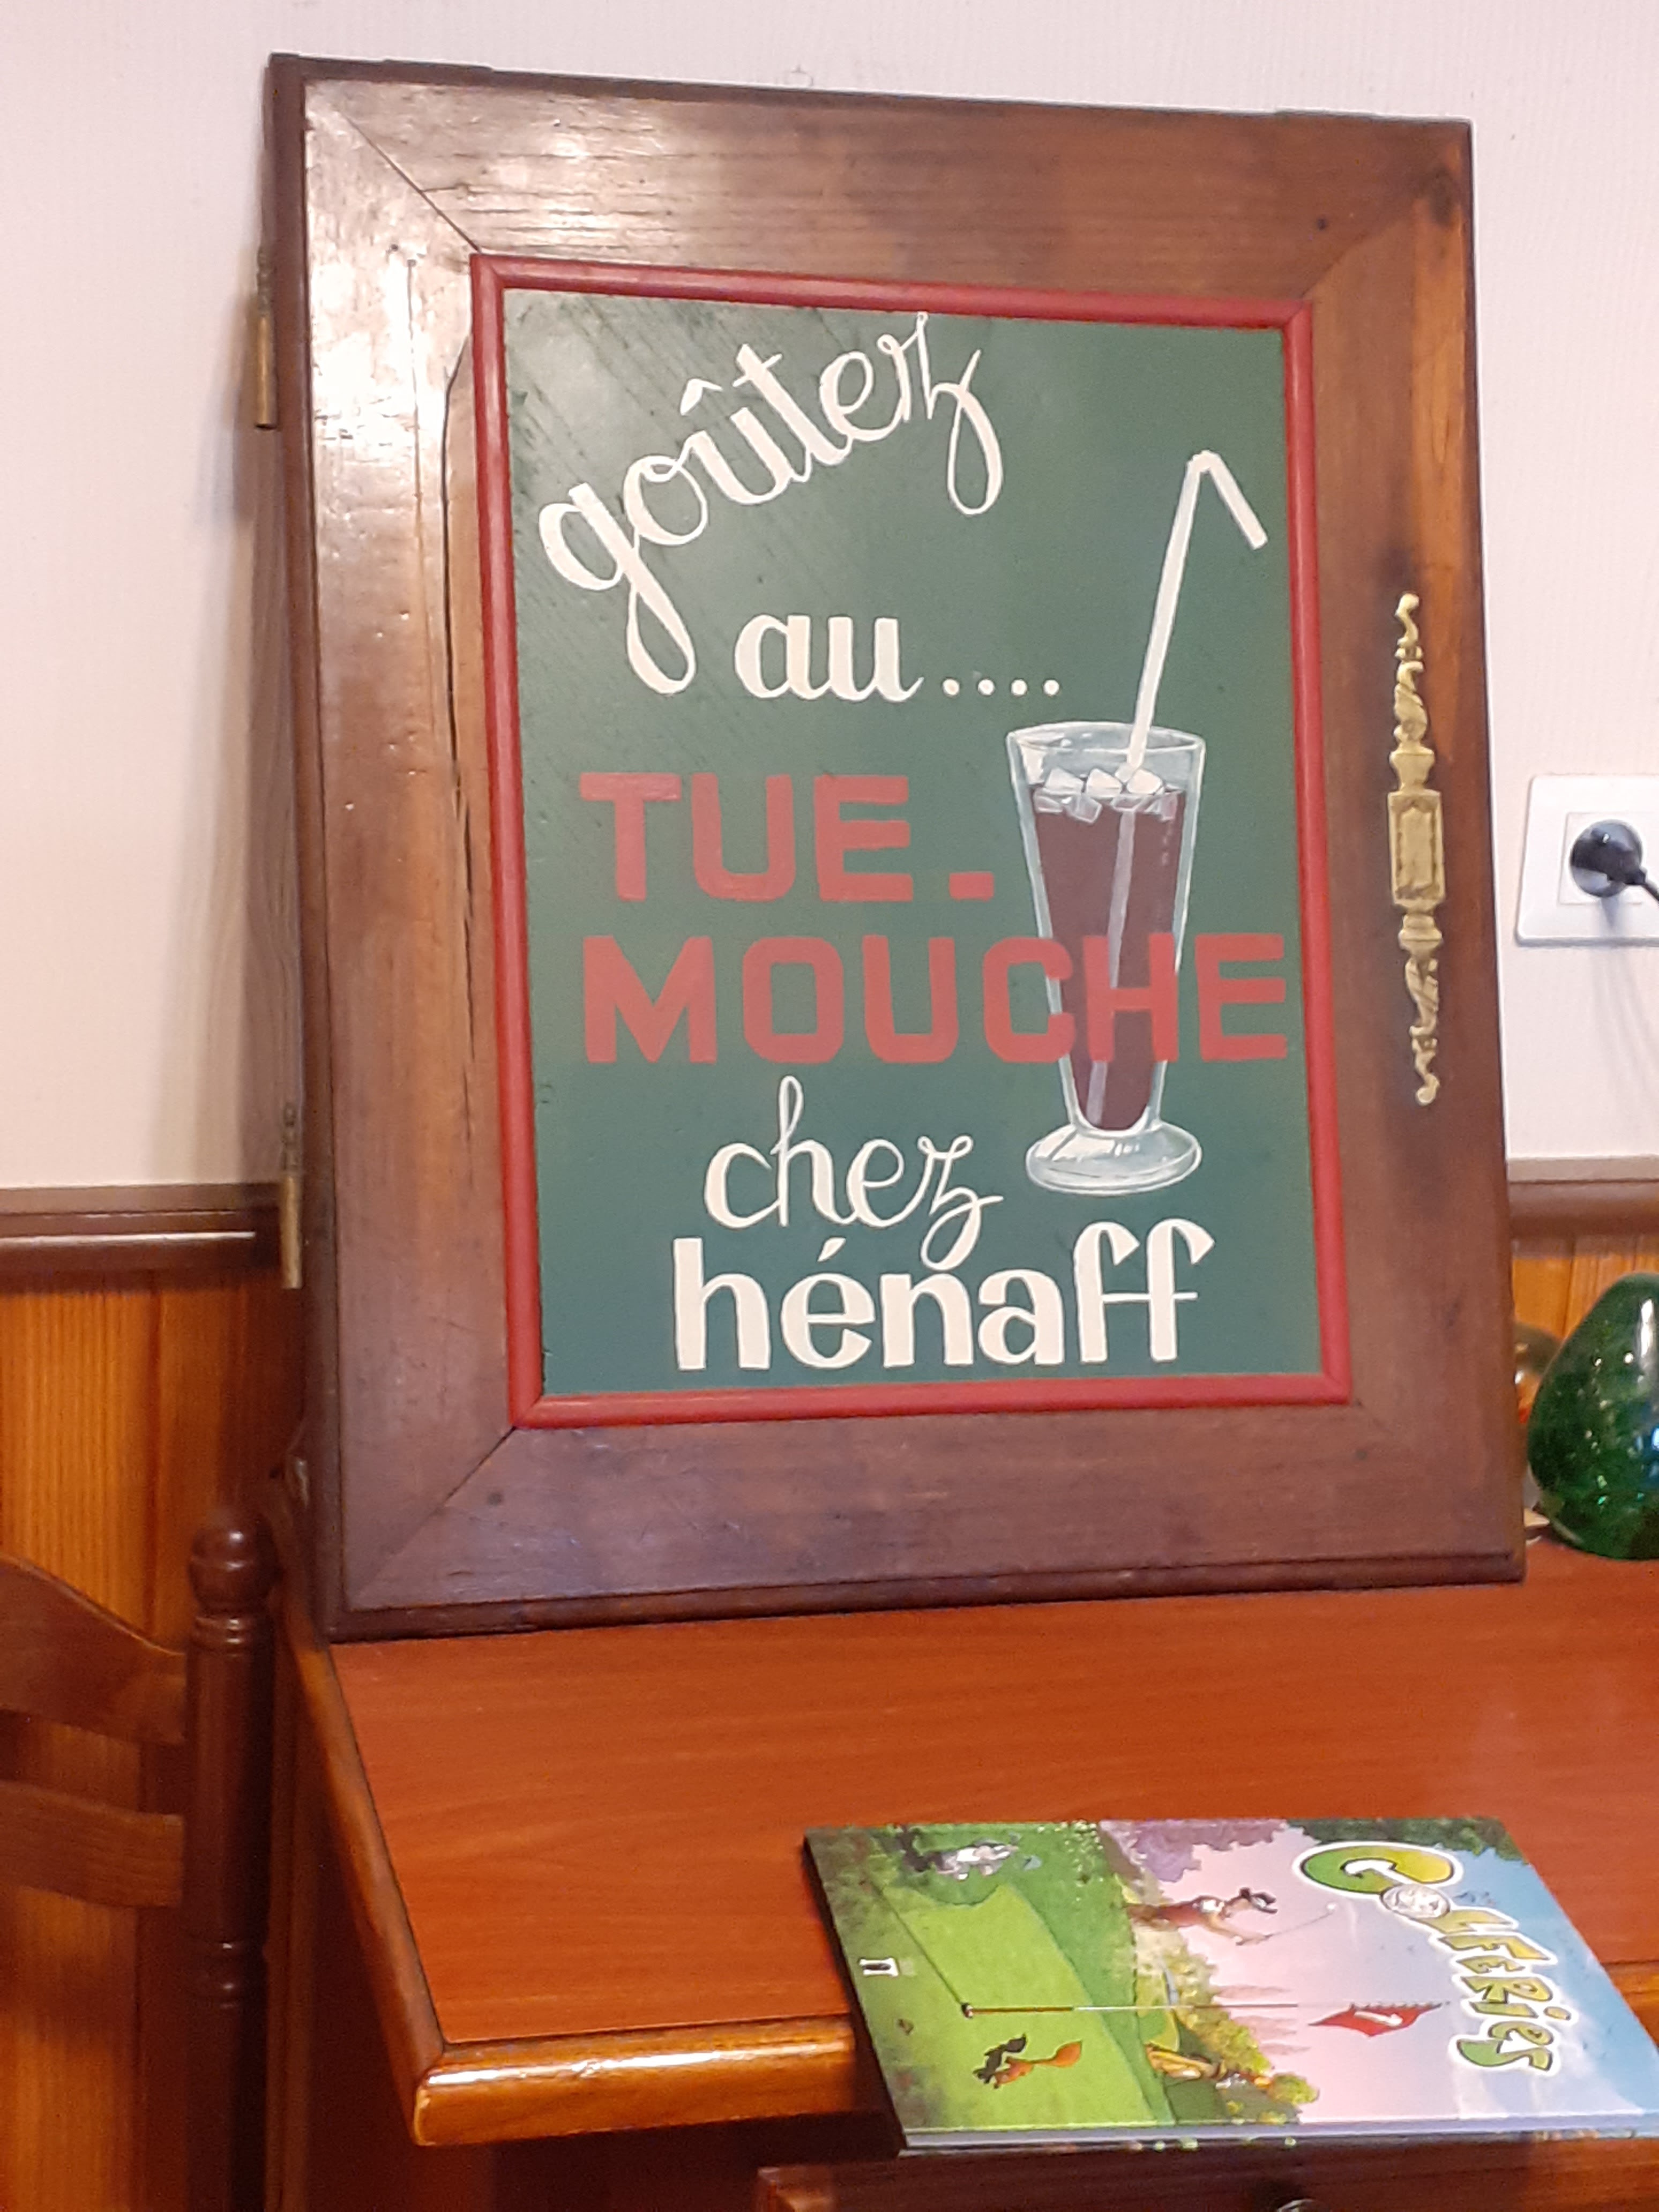 goûtez
au....
TUE-
MOUCHE
chez
hénaff
GOLFERIES